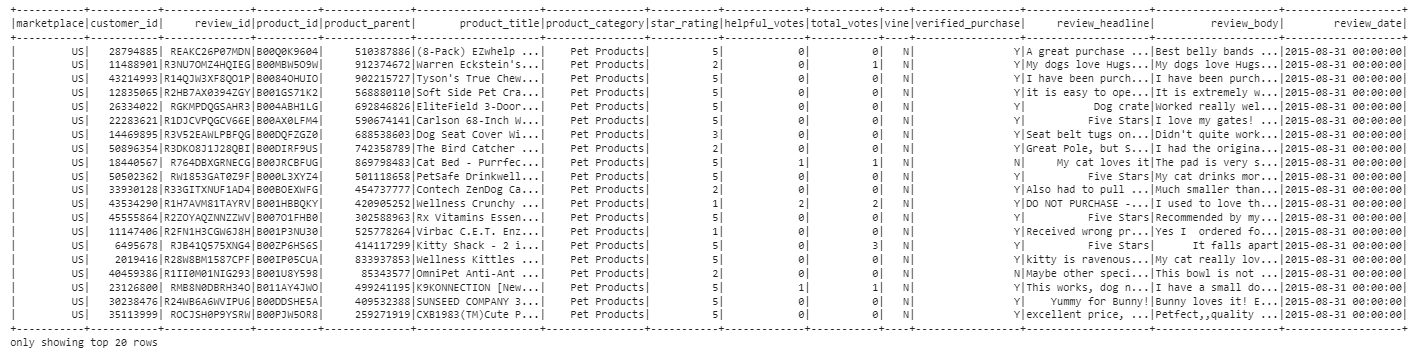 +-----------+-----------+--------------+----------+--------------+--------------------+----------------+-----------+-------------+-----------+----+-----------------+--------------------+--------------------+-------------------+
|marketplace|customer_id| review_id|product_id|product_parent| product_title|product_category|star_rating|helpful_votes|total_votes|vine|verified_purchase| review_headline| review_body| review_date|
+-----------+-----------+--------------+----------+--------------+--------------------+----------------+-----------+-------------+-----------+----+-----------------+--------------------+--------------------+-------------------+
| US| 28794885| REAKC26P07MDN|B00Q0K9604| 510387886|(8-Pack) EZwhelp ...| Pet Products| 5| 0| 0| N| Y|A great purchase ...|Best belly bands ...|2015-08-31 00:00:00|
| US| 11488901|R3NU7OMZ4HQIEG|B00MBW5O9W| 912374672|Warren Eckstein's...| Pet Products| 2| 0| 1| N| Y|My dogs love Hugs...|My dogs love Hugs...|2015-08-31 00:00:00|
| US| 43214993|R14QJW3XF8QO1P|B0084OHUIO| 902215727|Tyson's True Chew...| Pet Products| 5| 0| 0| N| Y|I have been purch...|I have been purch...|2015-08-31 00:00:00|
| US| 12835065|R2HB7AX0394ZGY|B001GS71K2| 568880110|Soft Side Pet Cra...| Pet Products| 5| 0| 0| N| Y|it is easy to ope...|It is extremely w...|2015-08-31 00:00:00|
| US| 26334022| RGKMPDQGSAHR3|B004ABH1LG| 692846826|EliteField 3-Door...| Pet Products| 5| 0| 0| N| Y| Dog crate|Worked really wel...|2015-08-31 00:00:00|
| US| 22283621|R1DJCVPQGCV66E|B00AX0LFM4| 590674141|Carlson 68-Inch W...| Pet Products| 5| 0| 0| N| Y| Five Stars|I love my gates! ...|2015-08-31 00:00:00|
| US| 14469895|R3V52EAWLPBFQG|B00DQFZGZ0| 688538603|Dog Seat Cover Wi...| Pet Products| 3| 0| 0| N| Y|Seat belt tugs on...|Didn't quite work...|2015-08-31 00:00:00|
| US| 50896354|R3DKO8J1J28QBI|B00DIRF9US| 742358789|The Bird Catcher ...| Pet Products| 2| 0| 0| N| Y|Great Pole, but S...|I had the origina...|2015-08-31 00:00:00|
| US| 18440567| R764DBXGRNECG|B00JRCBFUG| 869798483|Cat Bed - Purrfec...| Pet Products| 5| 1| 1| N| N| My cat loves it|The pad is very s...|2015-08-31 00:00:00|
| US| 50502362| RW1853GAT0Z9F|B000L3XYZ4| 501118658|PetSafe Drinkwell...| Pet Products| 5| 0| 0| N| Y| Five Stars|My cat drinks mor...|2015-08-31 00:00:00|
| US| 33930128|R33GITXNUF1AD4|B00BOEXWFG| 454737777|Contech ZenDog Ca...| Pet Products| 2| 0| 0| N| Y|Also had to pull ...|Much smaller than...|2015-08-31 00:00:00|
| US| 43534290|R1H7AVM81TAYRV|B001HBBQKY| 420905252|Wellness Crunchy ...| Pet Products| 1| 2| 2| N| Y|DO NOT PURCHASE -...|I used to love th...|2015-08-31 00:00:00|
| US| 45555864|R2ZOYAQZNNZZWV|B007O1FHB0| 302588963|Rx Vitamins Essen...| Pet Products| 5| 0| 0| N| Y| Five Stars|Recommended by my...|2015-08-31 00:00:00|
| US| 11147406|R2FN1H3CGW6J8H|B001P3NU30| 525778264|Virbac C.E.T. Enz...| Pet Products| 1| 0| 0| N| Y|Received wrong pr...|Yes I  ordered fo...|2015-08-31 00:00:00|
| US| 6495678| RJB41Q575XNG4|B00ZP6HS6S| 414117299|Kitty Shack - 2 i...| Pet Products| 5| 0| 3| N| Y| Five Stars| It falls apart|2015-08-31 00:00:00|
| US| 2019416|R28W8BM1587CPF|B00IP05CUA| 833937853|Wellness Kittles ...| Pet Products| 5| 0| 0| N| Y|kitty is ravenous...|My cat really lov...|2015-08-31 00:00:00|
| US| 40459386|R1II0M01NIG293|B001U8Y598| 85343577|OmniPet Anti-Ant ...| Pet Products| 2| 0| 0| N| N|Maybe other speci...|This bowl is not ...|2015-08-31 00:00:00|
| US| 23126800| RMB8N0DBRH34O|B011AY4JWO| 499241195|K9KONNECTION [New...| Pet Products| 5| 1| 1| N| Y|This works, dog n...|I have a small do...|2015-08-31 00:00:00|
| US| 30238476|R24WB6A6WVIPU6|B00DDSHE5A| 409532388|SUNSEED COMPANY 3...| Pet Products| 5| 0| 0| N| Y| Yummy for Bunny!|Bunny loves it! E...|2015-08-31 00:00:00|
| US| 35113999| ROCJSH0P9YSRW|B00PJW5OR8| 259271919|CXB1983(TM)Cute P...| Pet Products| 5| 0| 0| N| Y|excellent price, ...|Petfect,,quality ...|2015-08-31 00:00:00|
+-----------+-----------+--------------+----------+--------------+--------------------+----------------+-----------+-------------+-----------+----+-----------------+--------------------+--------------------+-------------------+
only showing top 20 rows